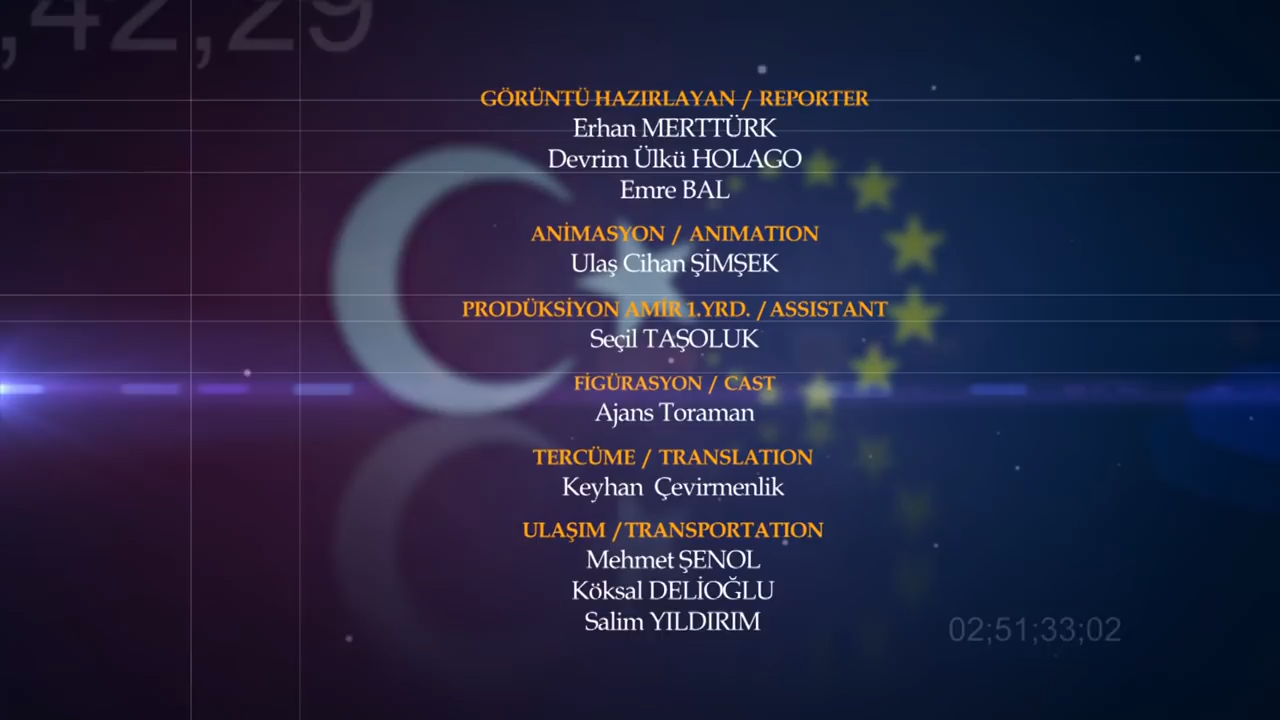 ,42,29
GÖRÜNTÜ HAZIRLAYAN / REPORTER
Erhan MERTTÜRK
Devrim Ülkü HOLAGO
Emre BAL
ANİMASYON / ANIMATION
Ulaş Cihan ŞİMŞEK
PRODÜKSİYON AMİR 1.YRD. / ASSISTANT
Seçil TAŞOLUK
FİGÜRASYON / CAST
Ajans Toraman
TERCÜME / TRANSLATION
Keyhan Çevirmenlik
ULAŞIM / TRANSPORTATION
Mehmet ŞENOL
Köksal DELİOĞLU
Salim YILDIRIM
02;51;33;02